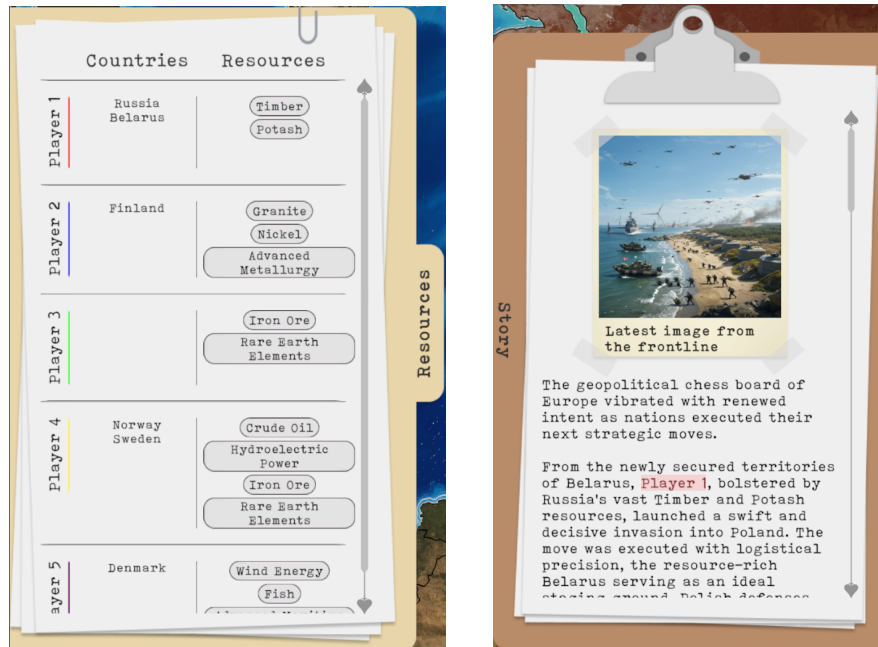 Countries Resources
Player 1
Russia
Belarus
Timber
Potash
Player 2
Finland
Granite
Nickel
Advanced
Metallurgy
Player 3
Iron Ore
Rare Earth
Elements
Player 4
Norway
Sweden
Crude Oil
Hydroelectric
Power
Iron Ore
Rare Earth
Elements
ayer 5
Denmark
Wind Energy
Fish
Resources
Story
Latest image from
the frontline
The geopolitical chess board of
Europe vibrated with renewed
intent as nations executed their
next strategic moves.
From the newly secured territories
of Belarus, Player 1, bolstered by
Russia's vast Timber and Potash
resources, launched a swift and
decisive invasion into Poland. The
move was executed with logistical
precision, the resource-rich
Belarus serving as an ideal
staging ground. Polish defenses